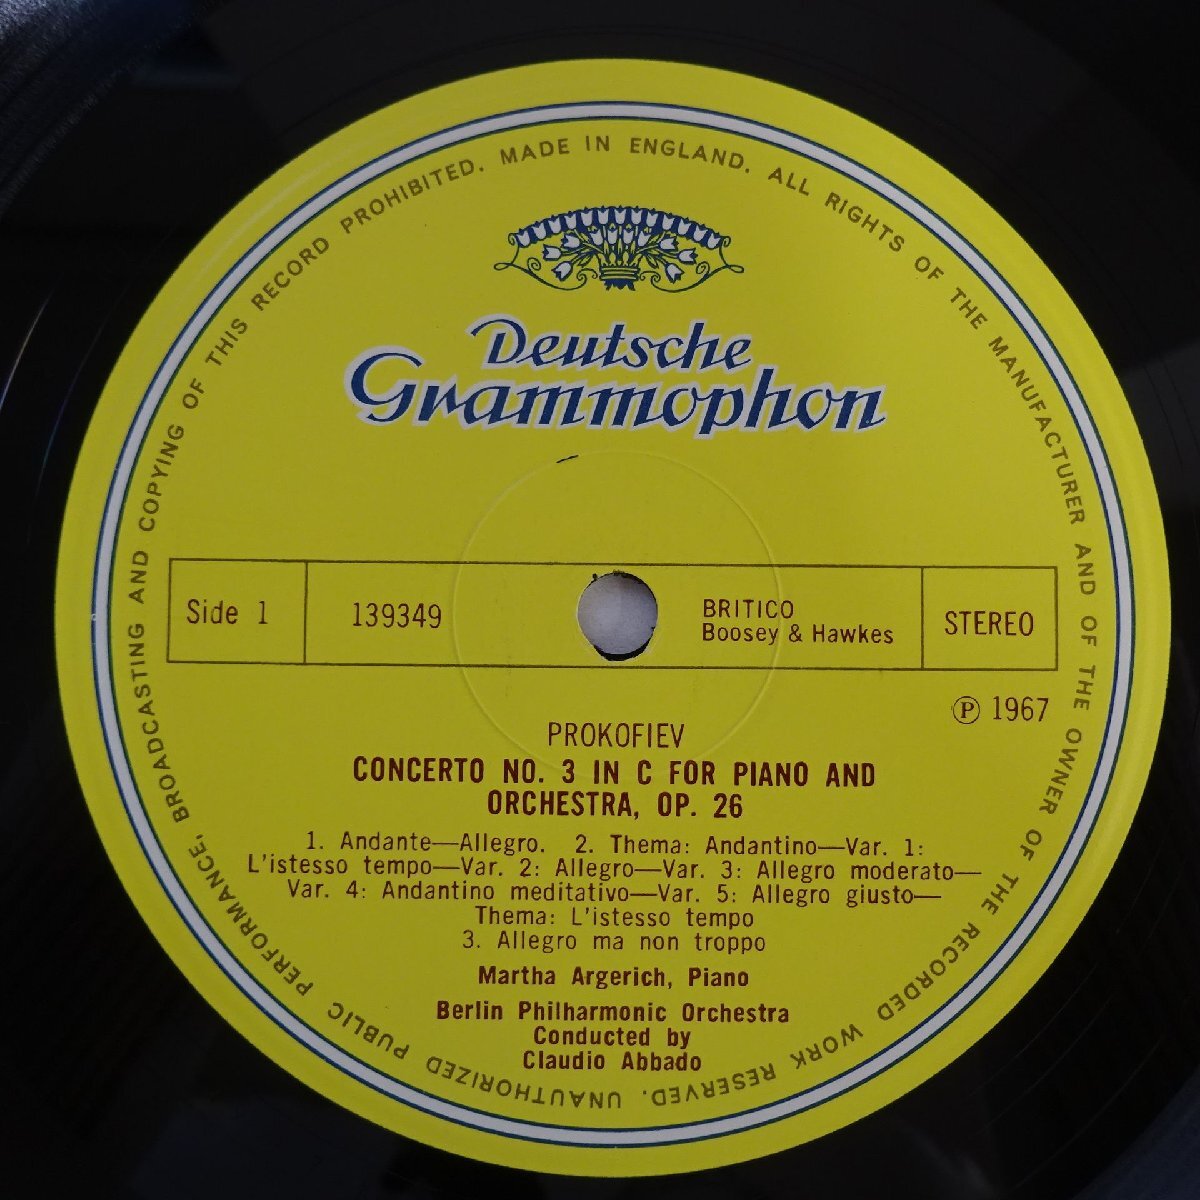 UNAUTHORIZED PUBLIC PERFORMANCE, BROADCASTING AND COPYING OF THIS RECORD PROHIBITED. MADE IN ENGLAND. ALL RIGHTS OF THE MANUFACTURER AND OF THE OWNER OF THE RECORDED WORK RESERVED.
Deutsche
Grammophon
Side 1
139349
BRITICO
Boosey & Hawkes
STEREO
Ⓟ 1967
PROKOFIEV
CONCERTO NO. 3 IN C FOR PIANO AND
ORCHESTRA, OP. 26
1. Andante—Allegro. 2. Thema: Andantino—Var. 1:
L'istesso tempo—Var. 2: Allegro—Var. 3: Allegro moderato—
Var. 4: Andantino meditativo—Var. 5: Allegro giusto—
Thema: L'istesso tempo
3. Allegro ma non troppo
Martha Argerich, Piano
Berlin Philharmonic Orchestra
Conducted by
Claudio Abbado